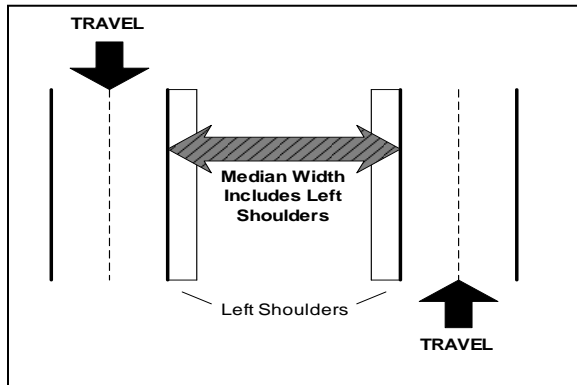 TRAVEL
Median Width
Includes Left
Shoulders
Left Shoulders
TRAVEL